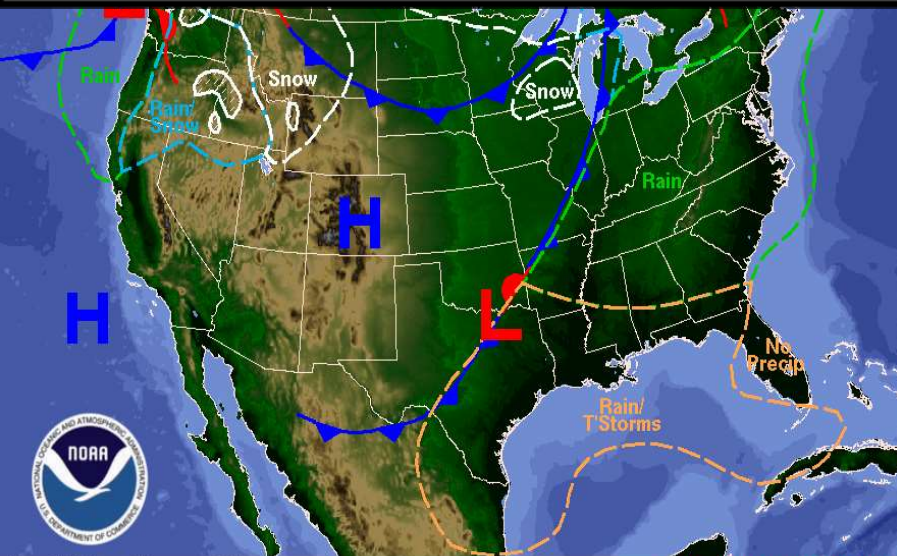 Rain
Rain/
Snow
Snow
Snow
Rain
H
H
L
No
Precip
Rain/
T'Storms
NATIONAL OCEANIC AND ATMOSPHERIC ADMINISTRATION
NOAA
U.S. DEPARTMENT OF COMMERCE